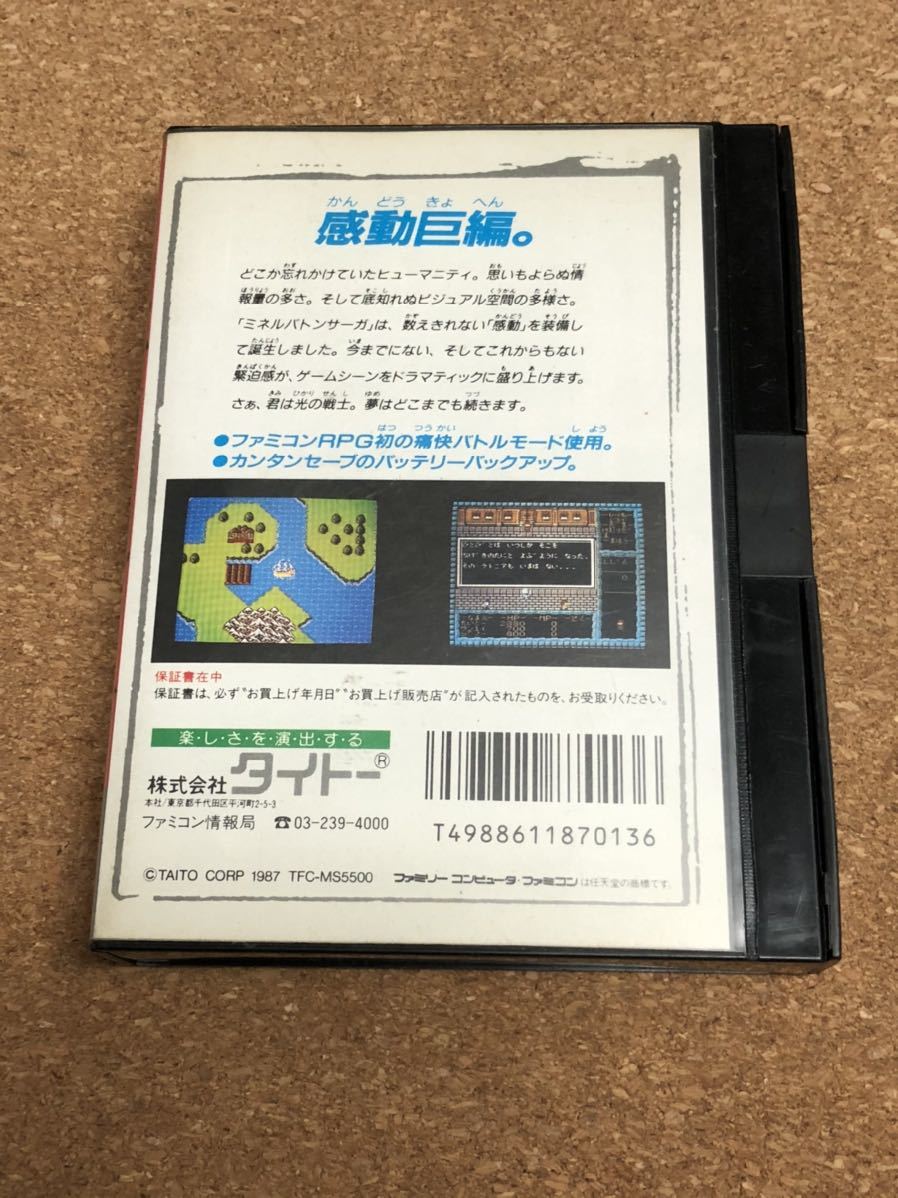 かん どう きょ へん
感動巨編。
どこか忘れかけていたヒューマニティ。思いもよらぬ情
報量の多さ。そして底知れぬビジュアル空間の多様さ。
「ミネルバトンサーガ」は、数えきれない「感動」を装備し
て誕生しました。今までにない、そしてこれからもない
緊迫感が、ゲームシーンをドラマティックに盛り上げます。
さぁ、君は光の戦士。夢はどこまでも続きます。
●ファミコンRPG初の痛快バトルモード使用。
●カンタンセーブのバッテリーバックアップ。
保証書在中
保証書は、必ず“お買上げ年月日”“お買上げ販売店”が記入されたものを、お受取りください。
楽・し・さ・を・演・出・す・る
株式会社 タイトー®
本社/東京都千代田区平河町2-5-3
ファミコン情報局 ☎03-239-4000
T4988611870136
©TAITO CORP 1987 TFC-MS5500 ファミリーコンピュータ・ファミコンは任天堂の商標です。